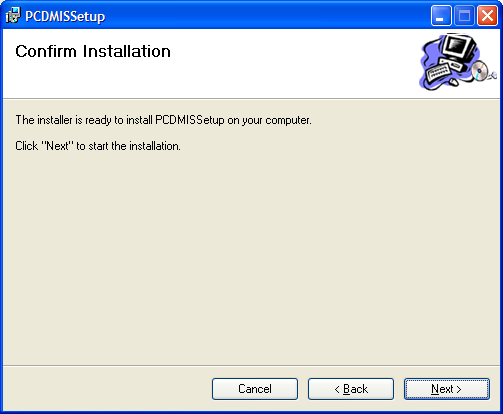 PCDMISSetup
Confirm Installation
The installer is ready to install PCDMISSetup on your computer.
Click "Next" to start the installation.
Cancel
< Back
Next >